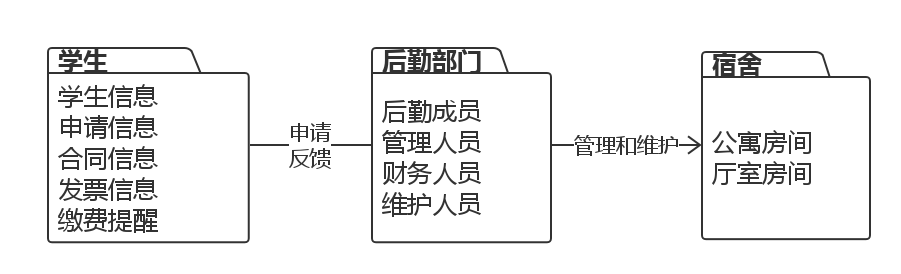 学生
学生信息
申请信息
合同信息
发票信息
缴费提醒
申请
反馈
后勤部门
后勤成员
管理人员
财务人员
维护人员
管理和维护
宿舍
公寓房间
厅室房间